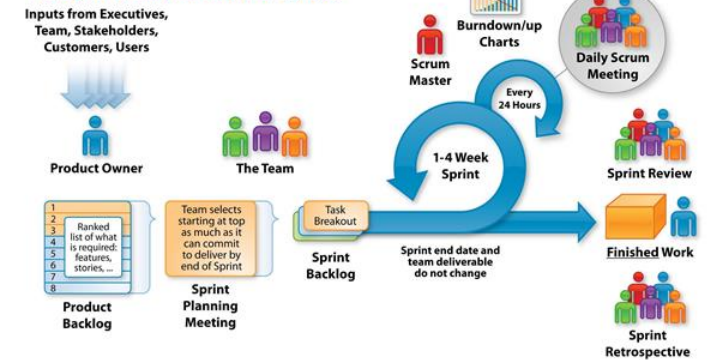 Inputs from Executives,
Team, Stakeholders,
Customers, Users
Product Owner
The Team
Scrum
Master
Burndown/up
Charts
Daily Scrum
Meeting
Every
24 Hours
1-4 Week
Sprint
Sprint Review
1
2
3
4
5
6
7
8
Ranked
list of what
is required:
features,
stories, ...
Product
Backlog
Team selects
starting at top
as much as it
can commit
to deliver by
end of Sprint
Sprint
Planning
Meeting
Task
Breakout
Sprint
Backlog
Sprint end date and
team deliverable
do not change
Finished Work
Sprint
Retrospective